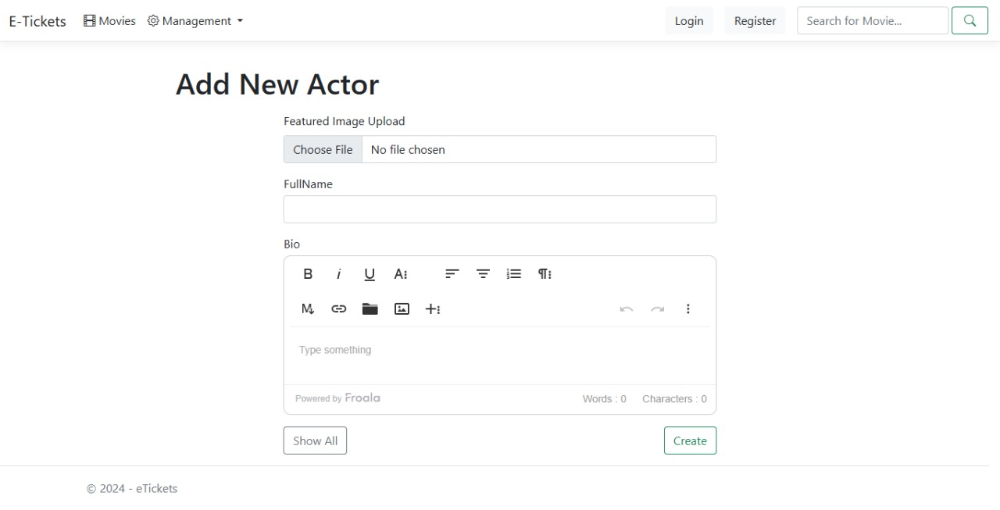 E-Tickets Movies Management Login Register Search for Movie...
Add New Actor
Featured Image Upload
Choose File No file chosen
FullName
Bio
Type something
Powered by Froala Words : 0 Characters : 0
Show All Create
© 2024 - eTickets